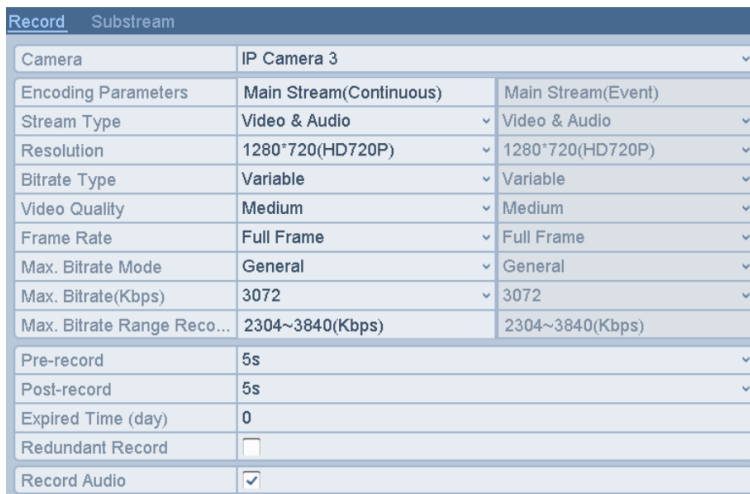 Record Substream
Camera IP Camera 3
Encoding Parameters Main Stream(Continuous) Main Stream(Event)
Stream Type Video & Audio Video & Audio
Resolution 1280*720(HD720P) 1280*720(HD720P)
Bitrate Type Variable Variable
Video Quality Medium Medium
Frame Rate Full Frame Full Frame
Max. Bitrate Mode General General
Max. Bitrate(Kbps) 3072 3072
Max. Bitrate Range Reco... 2304~3840(Kbps) 2304~3840(Kbps)
Pre-record 5s
Post-record 5s
Expired Time (day) 0
Redundant Record
Record Audio